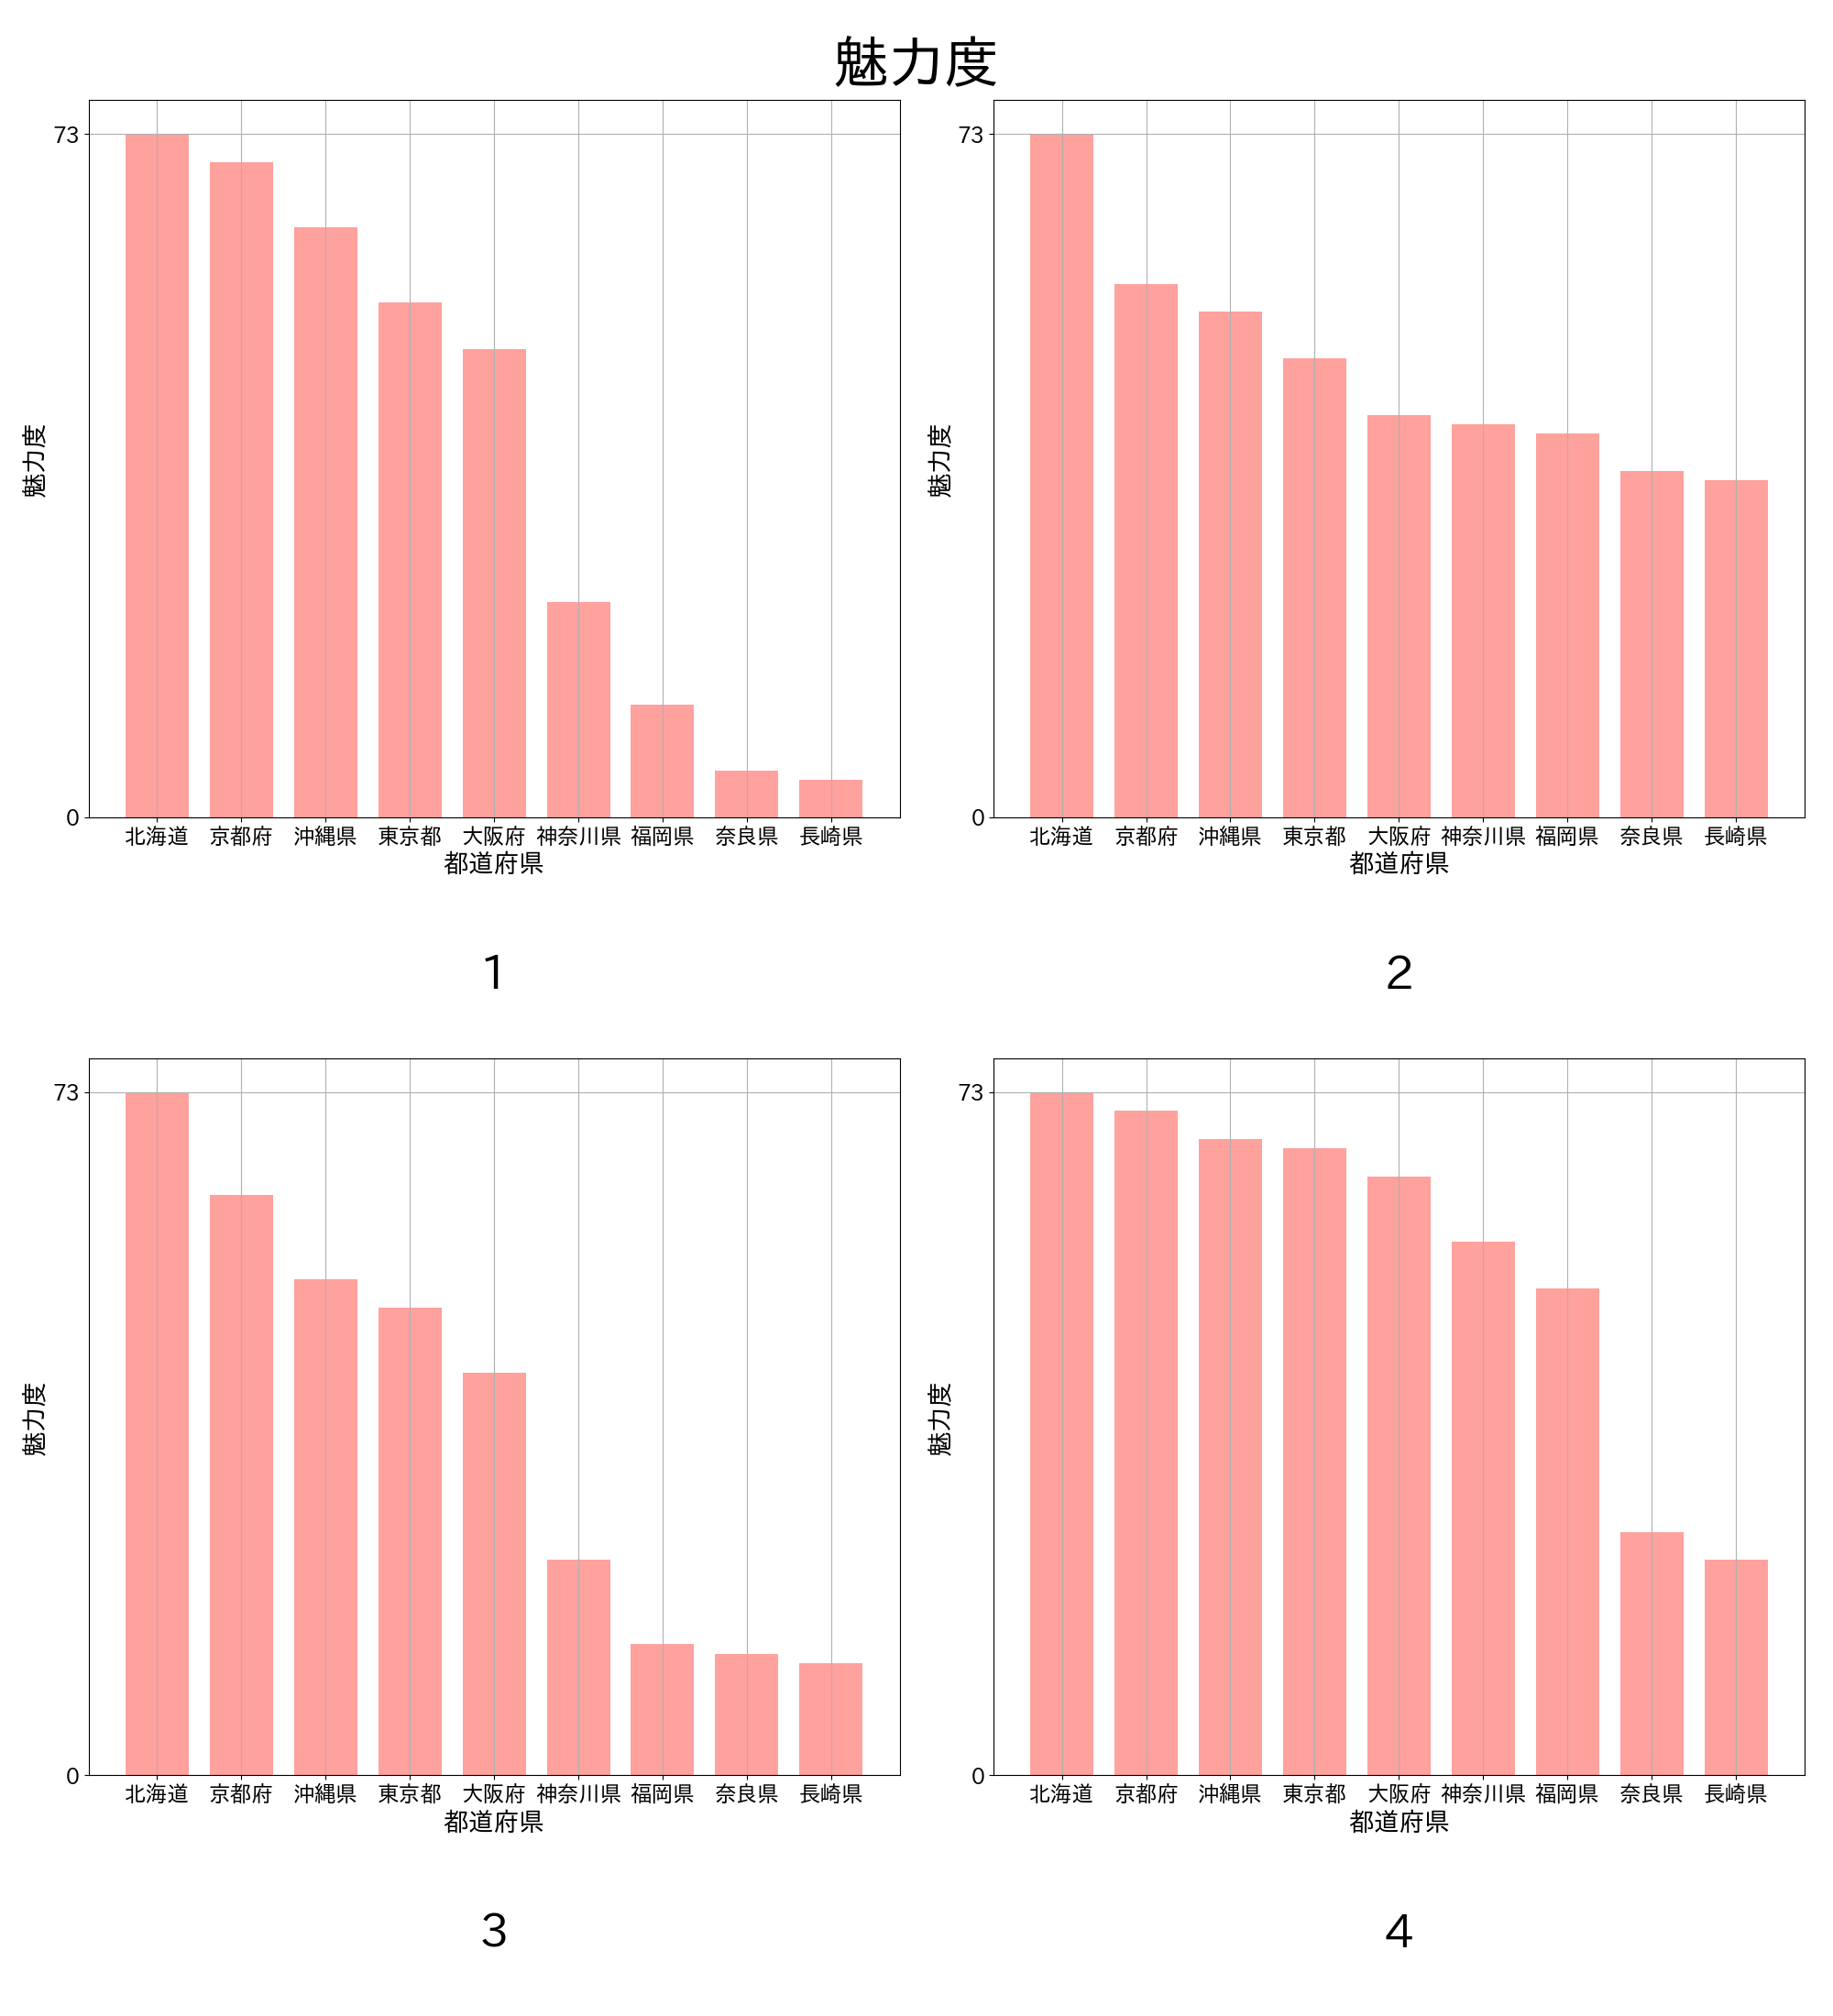 魅力度
73
0
魅力度
北海道 京都府 沖縄県 東京都 大阪府 神奈川県 福岡県 奈良県 長崎県
都道府県
1
73
0
魅力度
北海道 京都府 沖縄県 東京都 大阪府 神奈川県 福岡県 奈良県 長崎県
都道府県
2
73
0
魅力度
北海道 京都府 沖縄県 東京都 大阪府 神奈川県 福岡県 奈良県 長崎県
都道府県
3
73
0
魅力度
北海道 京都府 沖縄県 東京都 大阪府 神奈川県 福岡県 奈良県 長崎県
都道府県
4